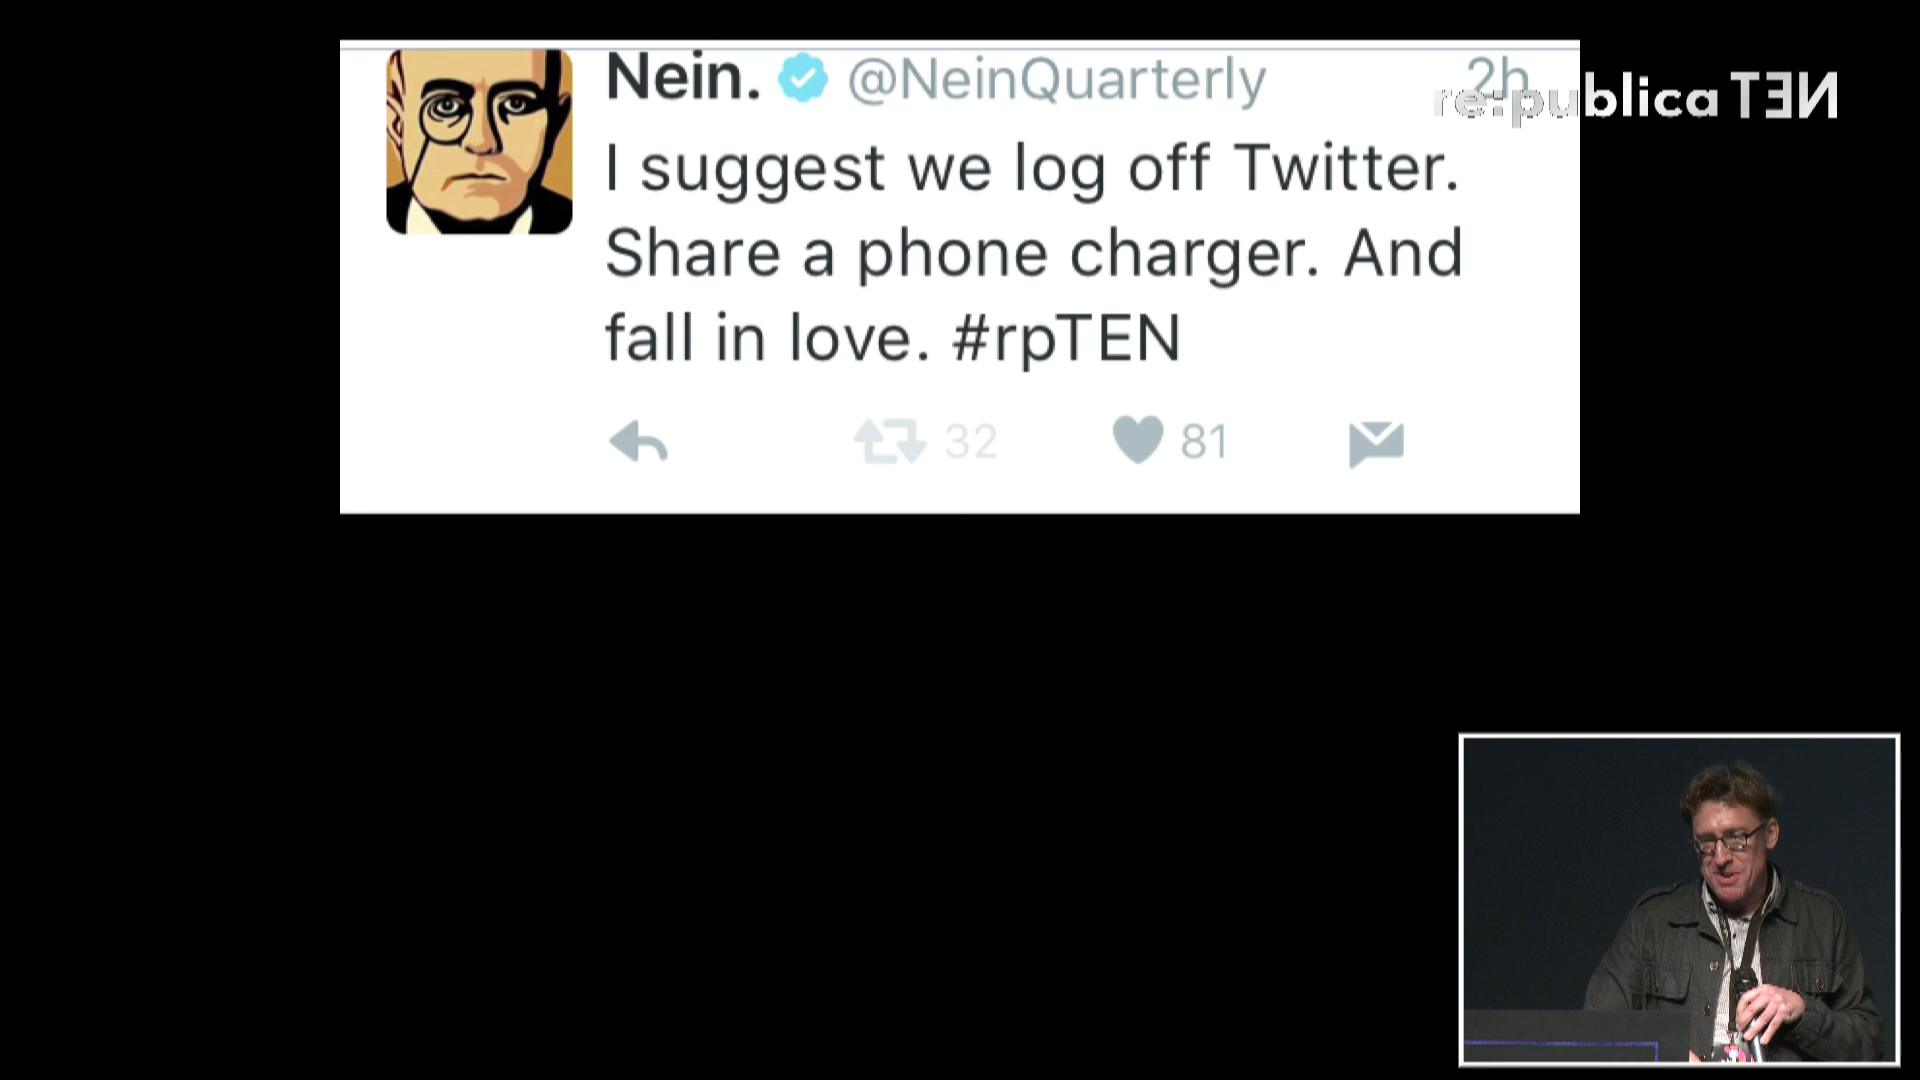 Nein. @NeinQuarterly 2h
re:publica TEN
I suggest we log off Twitter.
Share a phone charger. And
fall in love. #rpTEN
32 81